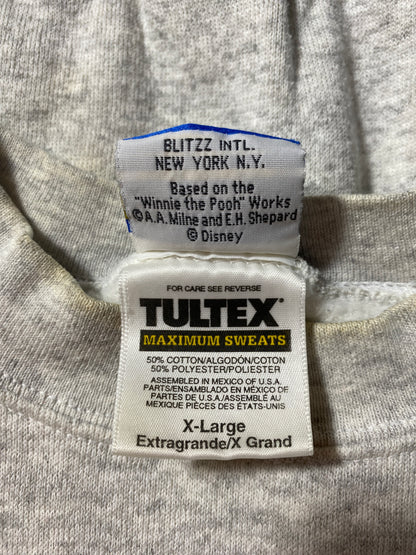 BLITZZ INTL.
NEW YORK N.Y.
Based on the
"Winnie the Pooh" Works
© A.A. Milne and E.H. Shepard
© Disney
FOR CARE SEE REVERSE
TULTEX®
MAXIMUM SWEATS
50% COTTON/ALGODÓN/COTON
50% POLYESTER/POLIESTER
ASSEMBLED IN MEXICO OF U.S.A.
PARTS/ENSAMBLADO EN MÉXICO DE
PARTES DE U.S.A./ASSEMBLÉ AU
MEXIQUE PIÈCES DES ÉTATS-UNIS
X-Large
Extragrande/X Grand